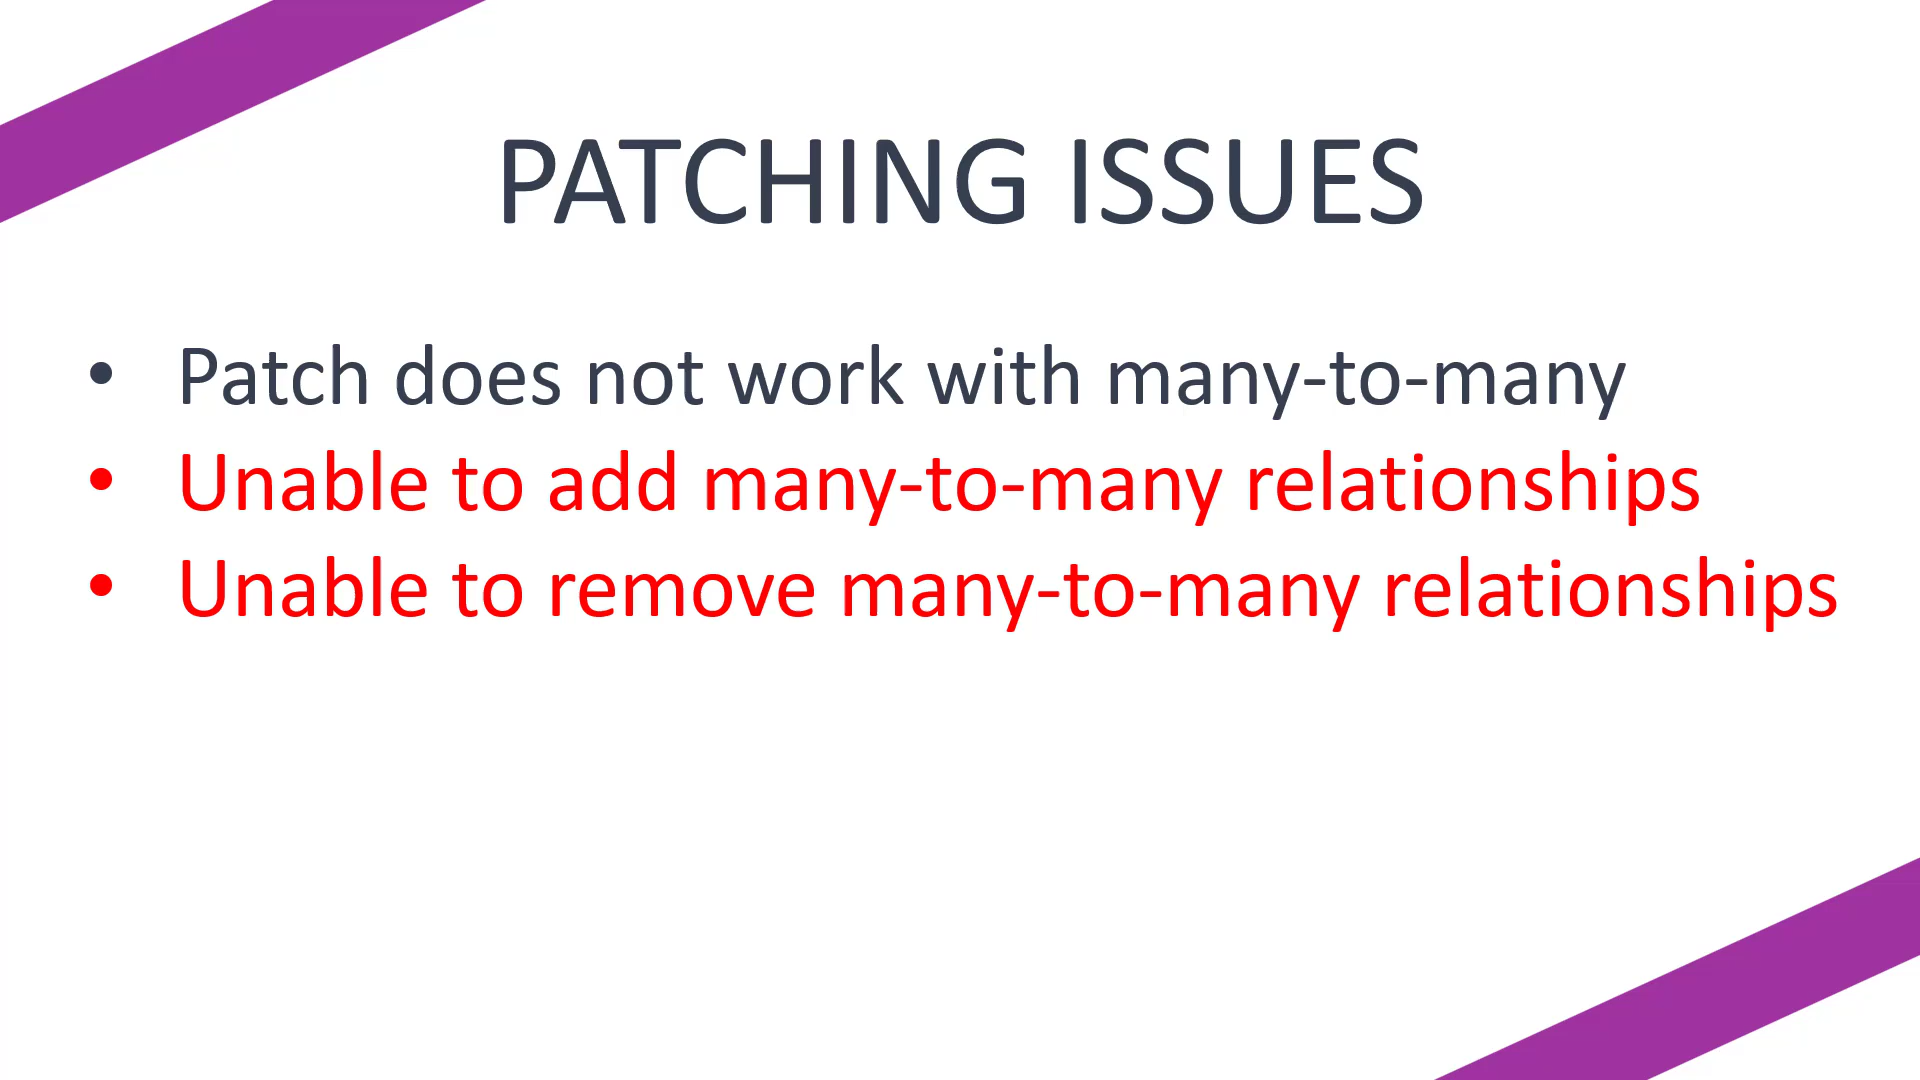 PATCHING ISSUES
• Patch does not work with many-to-many
• Unable to add many-to-many relationships
• Unable to remove many-to-many relationships